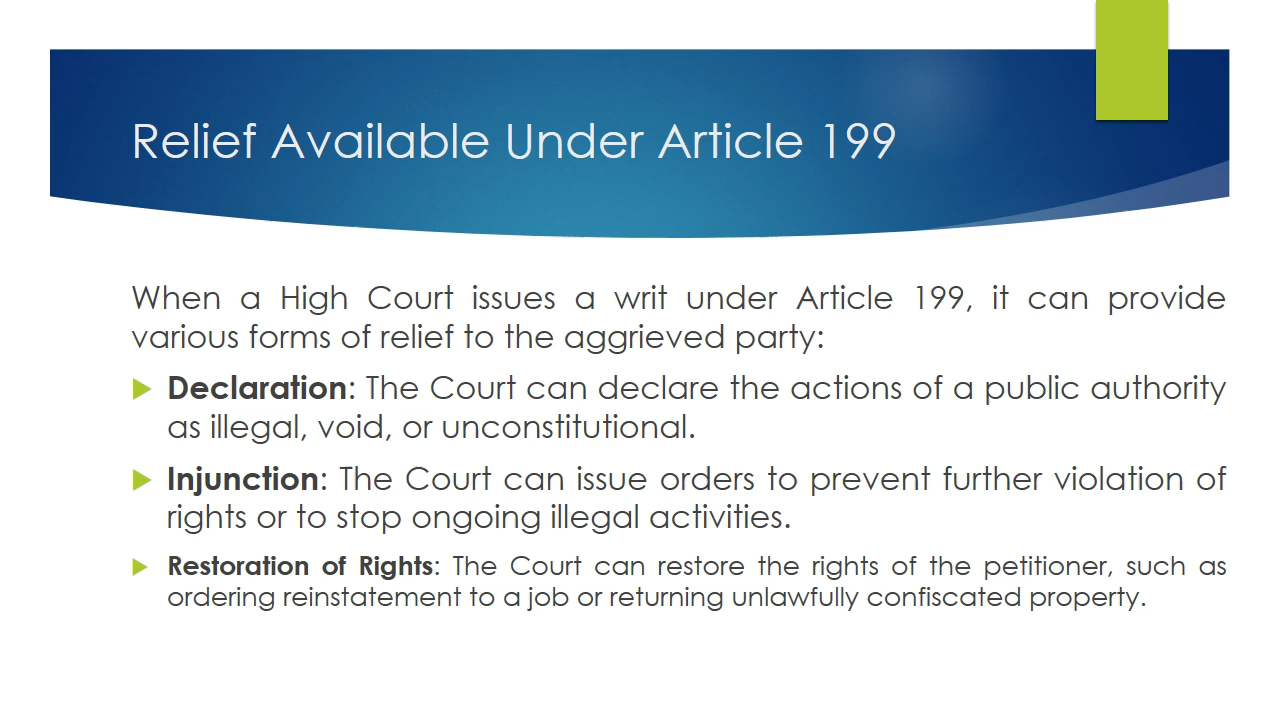 Relief Available Under Article 199
When a High Court issues a writ under Article 199, it can provide
various forms of relief to the aggrieved party:
Declaration: The Court can declare the actions of a public authority
as illegal, void, or unconstitutional.
Injunction: The Court can issue orders to prevent further violation of
rights or to stop ongoing illegal activities.
Restoration of Rights: The Court can restore the rights of the petitioner, such as
ordering reinstatement to a job or returning unlawfully confiscated property.